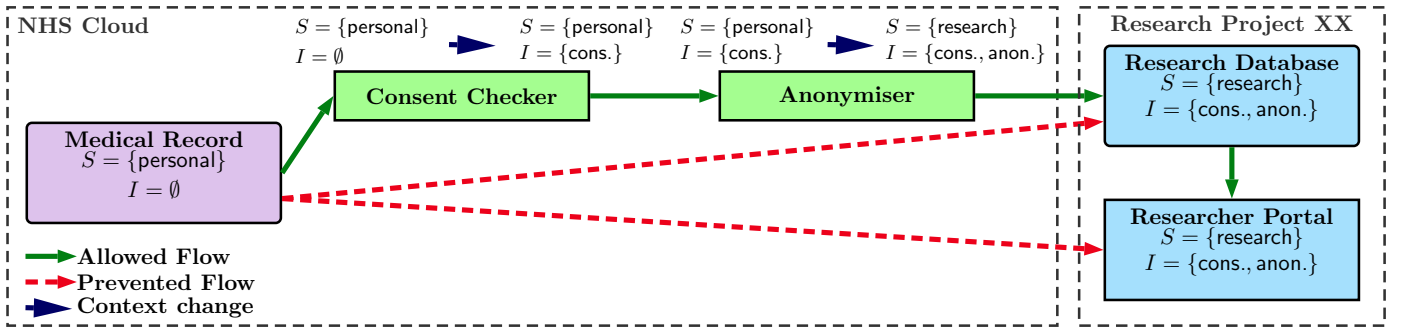 NHS Cloud
S = {personal}
I = ∅
S = {personal}
I = {cons.}
S = {personal}
I = {cons.}
S = {research}
I = {cons., anon.}
Consent Checker
Anonymiser
Medical Record
S = {personal}
I = ∅
Allowed Flow
Prevented Flow
Context change
Research Project XX
Research Database
S = {research}
I = {cons., anon.}
Researcher Portal
S = {research}
I = {cons., anon.}